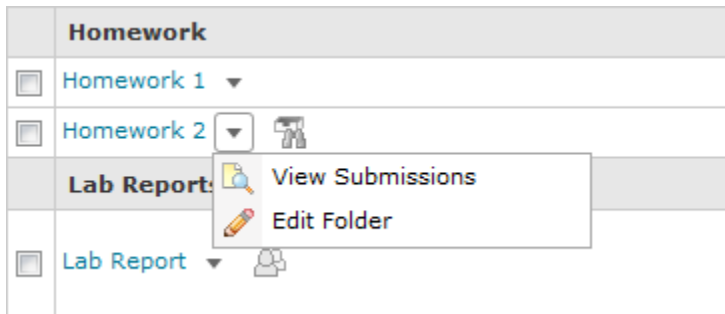 Homework
Homework 1
Homework 2
View Submissions
Lab Reports
Edit Folder
Lab Report